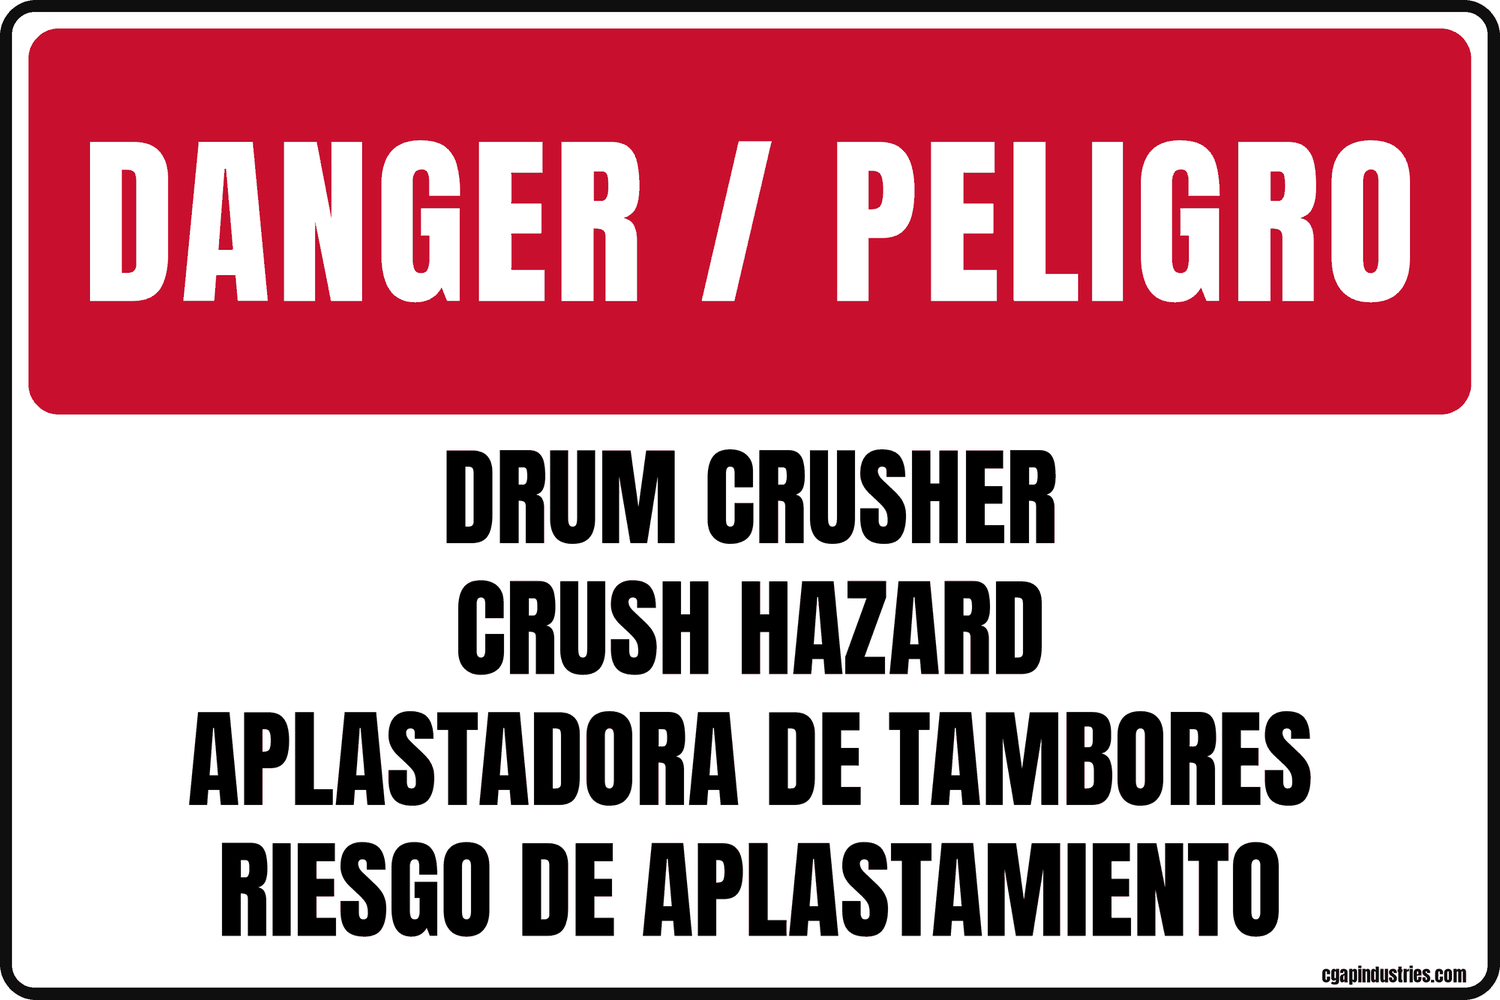 DANGER / PELIGRO
DRUM CRUSHER
CRUSH HAZARD
APLASTADORA DE TAMBORES
RIESGO DE APLASTAMIENTO
cgapindustries.com